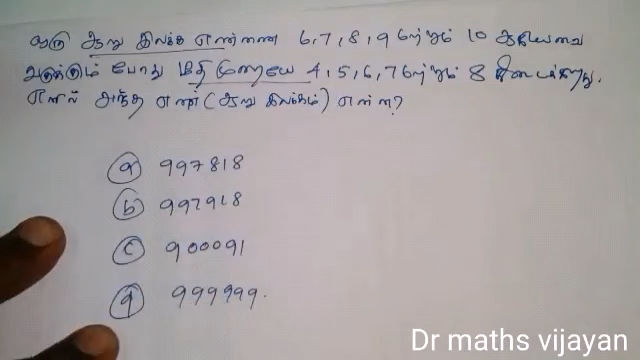 ஒரு ஆறு இலக்க எண்ணை 6,7,8,9 மற்றும் 10 ஆகியவை
வகுக்கும் போது மீதி முறையே 4,5,6,7 மற்றும் 8 கிடைக்கிறது.
எனில் அந்த எண் (ஆறு இலக்கம்) என்ன?
a 997818
b 997918
c 900091
d 999999.
Dr maths vijayan